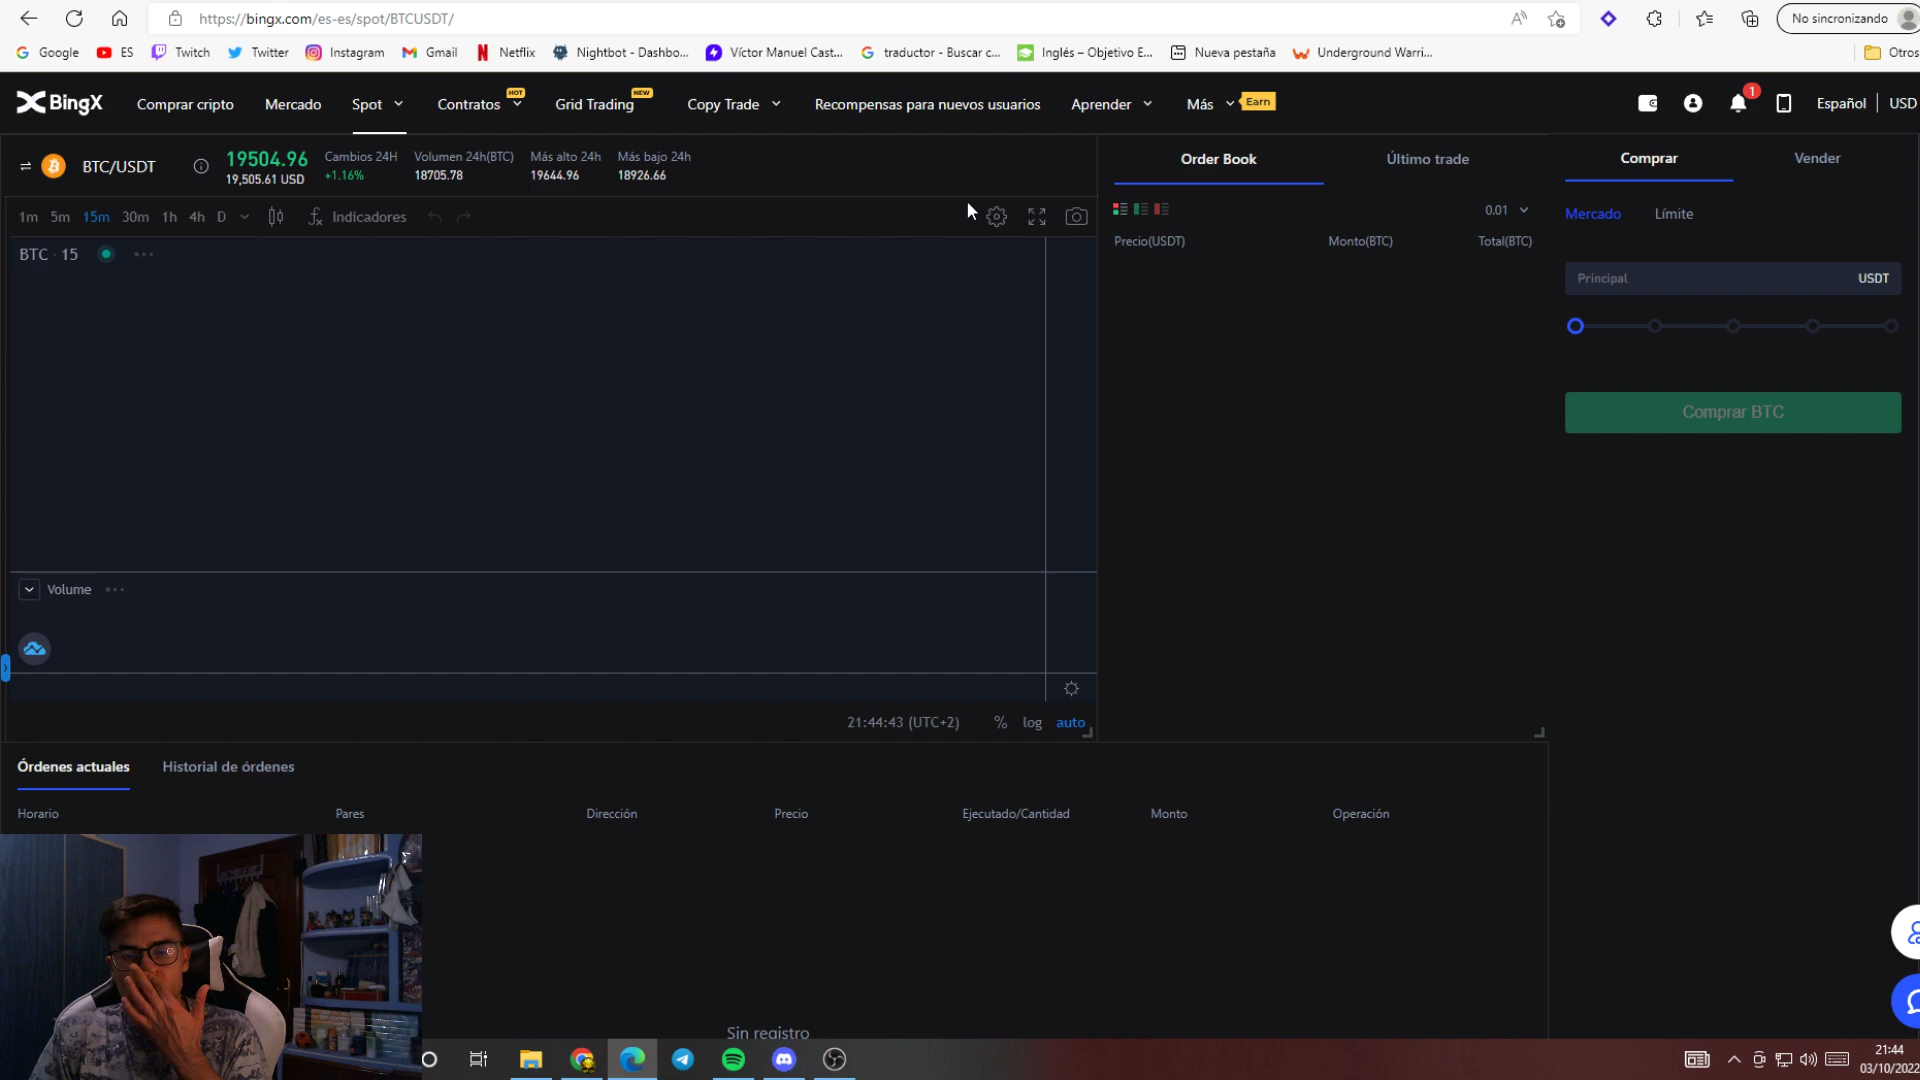 https://bingx.com/es-es/spot/BTCUSDT/
No sincronizando
Google
ES
Twitch
Twitter
Instagram
Gmail
Netflix
Nightbot - Dashbo...
Víctor Manuel Cast...
traductor - Buscar c...
Inglés – Objetivo E...
Nueva pestaña
Underground Warri...
Otros
BingX
Comprar cripto
Mercado
Spot
Contratos
HOT
Grid Trading
NEW
Copy Trade
Recompensas para nuevos usuarios
Aprender
Más
Earn
1
Español
USD
BTC/USDT
19504.96
19,505.61 USD
Cambios 24H
+1.16%
Volumen 24h(BTC)
18705.78
Más alto 24h
19644.96
Más bajo 24h
18926.66
1m 5m 15m 30m 1h 4h D
Indicadores
BTC · 15
Volume
21:44:43 (UTC+2)
%
log
auto
Order Book
Último trade
0.01
Precio(USDT)
Monto(BTC)
Total(BTC)
Comprar
Vender
Mercado
Límite
Principal
USDT
Comprar BTC
Órdenes actuales
Historial de órdenes
Horario
Pares
Dirección
Precio
Ejecutado/Cantidad
Monto
Operación
Sin registro
21:44
03/10/2022